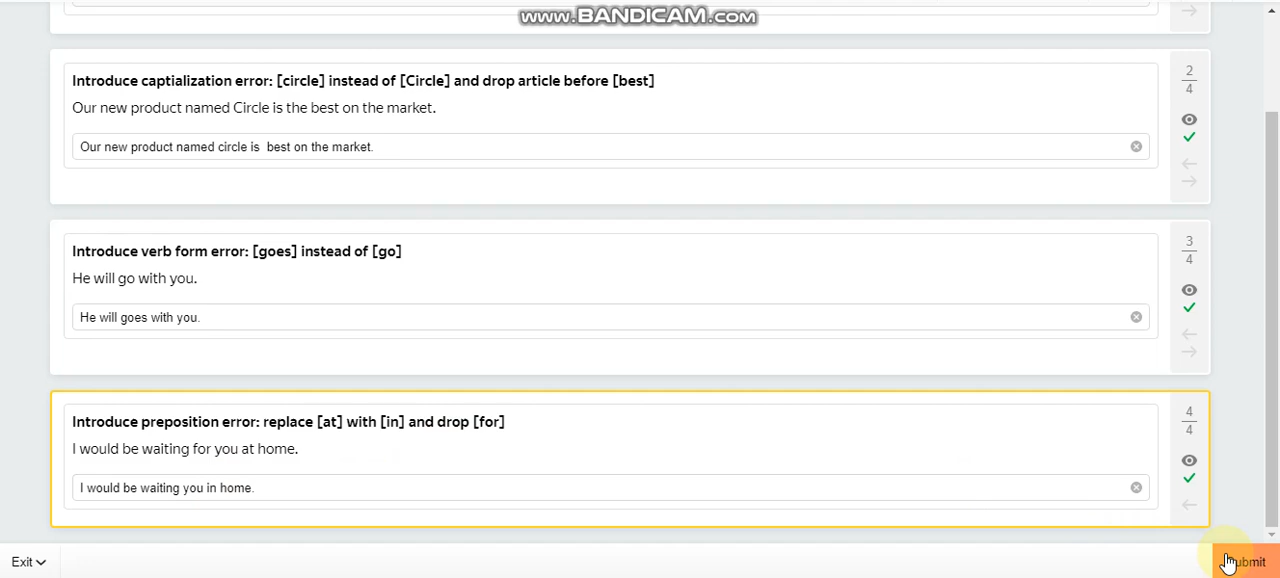 www.BANDICAM.com
Introduce captialization error: [circle] instead of [Circle] and drop article before [best]
2
4
Our new product named Circle is the best on the market.
Our new product named circle is  best on the market.
Introduce verb form error: [goes] instead of [go]
3
4
He will go with you.
He will goes with you.
Introduce preposition error: replace [at] with [in] and drop [for]
4
4
I would be waiting for you at home.
I would be waiting you in home.
Exit
Submit